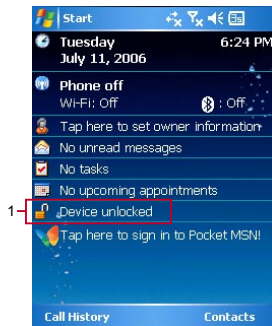 Start
Tuesday 6:24 PM
July 11, 2006
Phone off
Wi-Fi: Off : Off
Tap here to set owner information
No unread messages
No tasks
No upcoming appointments
1 Device unlocked
Tap here to sign in to Pocket MSN!
Call History Contacts